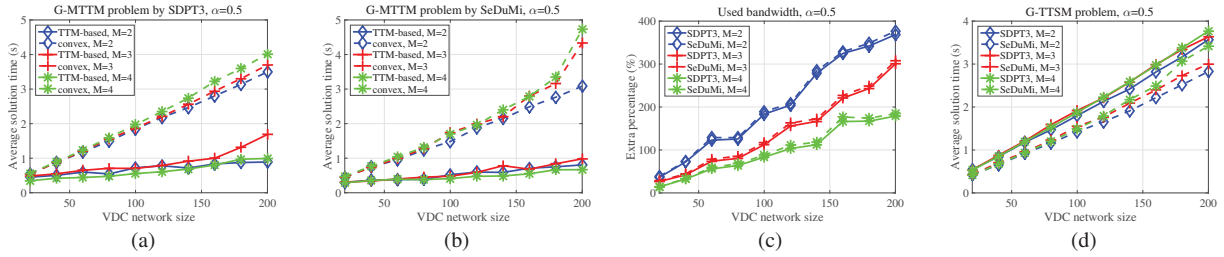 G-MTTM problem by SDPT3, α=0.5
Average solution time (s)
5
4
3
2
1
0
TTM-based, M=2
convex, M=2
TTM-based, M=3
convex, M=3
TTM-based, M=4
convex, M=4
50 100 150 200
VDC network size
(a)
G-MTTM problem by SeDuMi, α=0.5
Average solution time (s)
5
4
3
2
1
0
TTM-based, M=2
convex, M=2
TTM-based, M=3
convex, M=3
TTM-based, M=4
convex, M=4
50 100 150 200
VDC network size
(b)
Used bandwidth, α=0.5
Extra percentage (%)
400
300
200
100
0
SDPT3, M=2
SeDuMi, M=2
SDPT3, M=3
SeDuMi, M=3
SDPT3, M=4
SeDuMi, M=4
50 100 150 200
VDC network size
(c)
G-TTSM problem, α=0.5
Average solution time (s)
4
3
2
1
0
SDPT3, M=2
SeDuMi, M=2
SDPT3, M=3
SeDuMi, M=3
SDPT3, M=4
SeDuMi, M=4
50 100 150 200
VDC network size
(d)